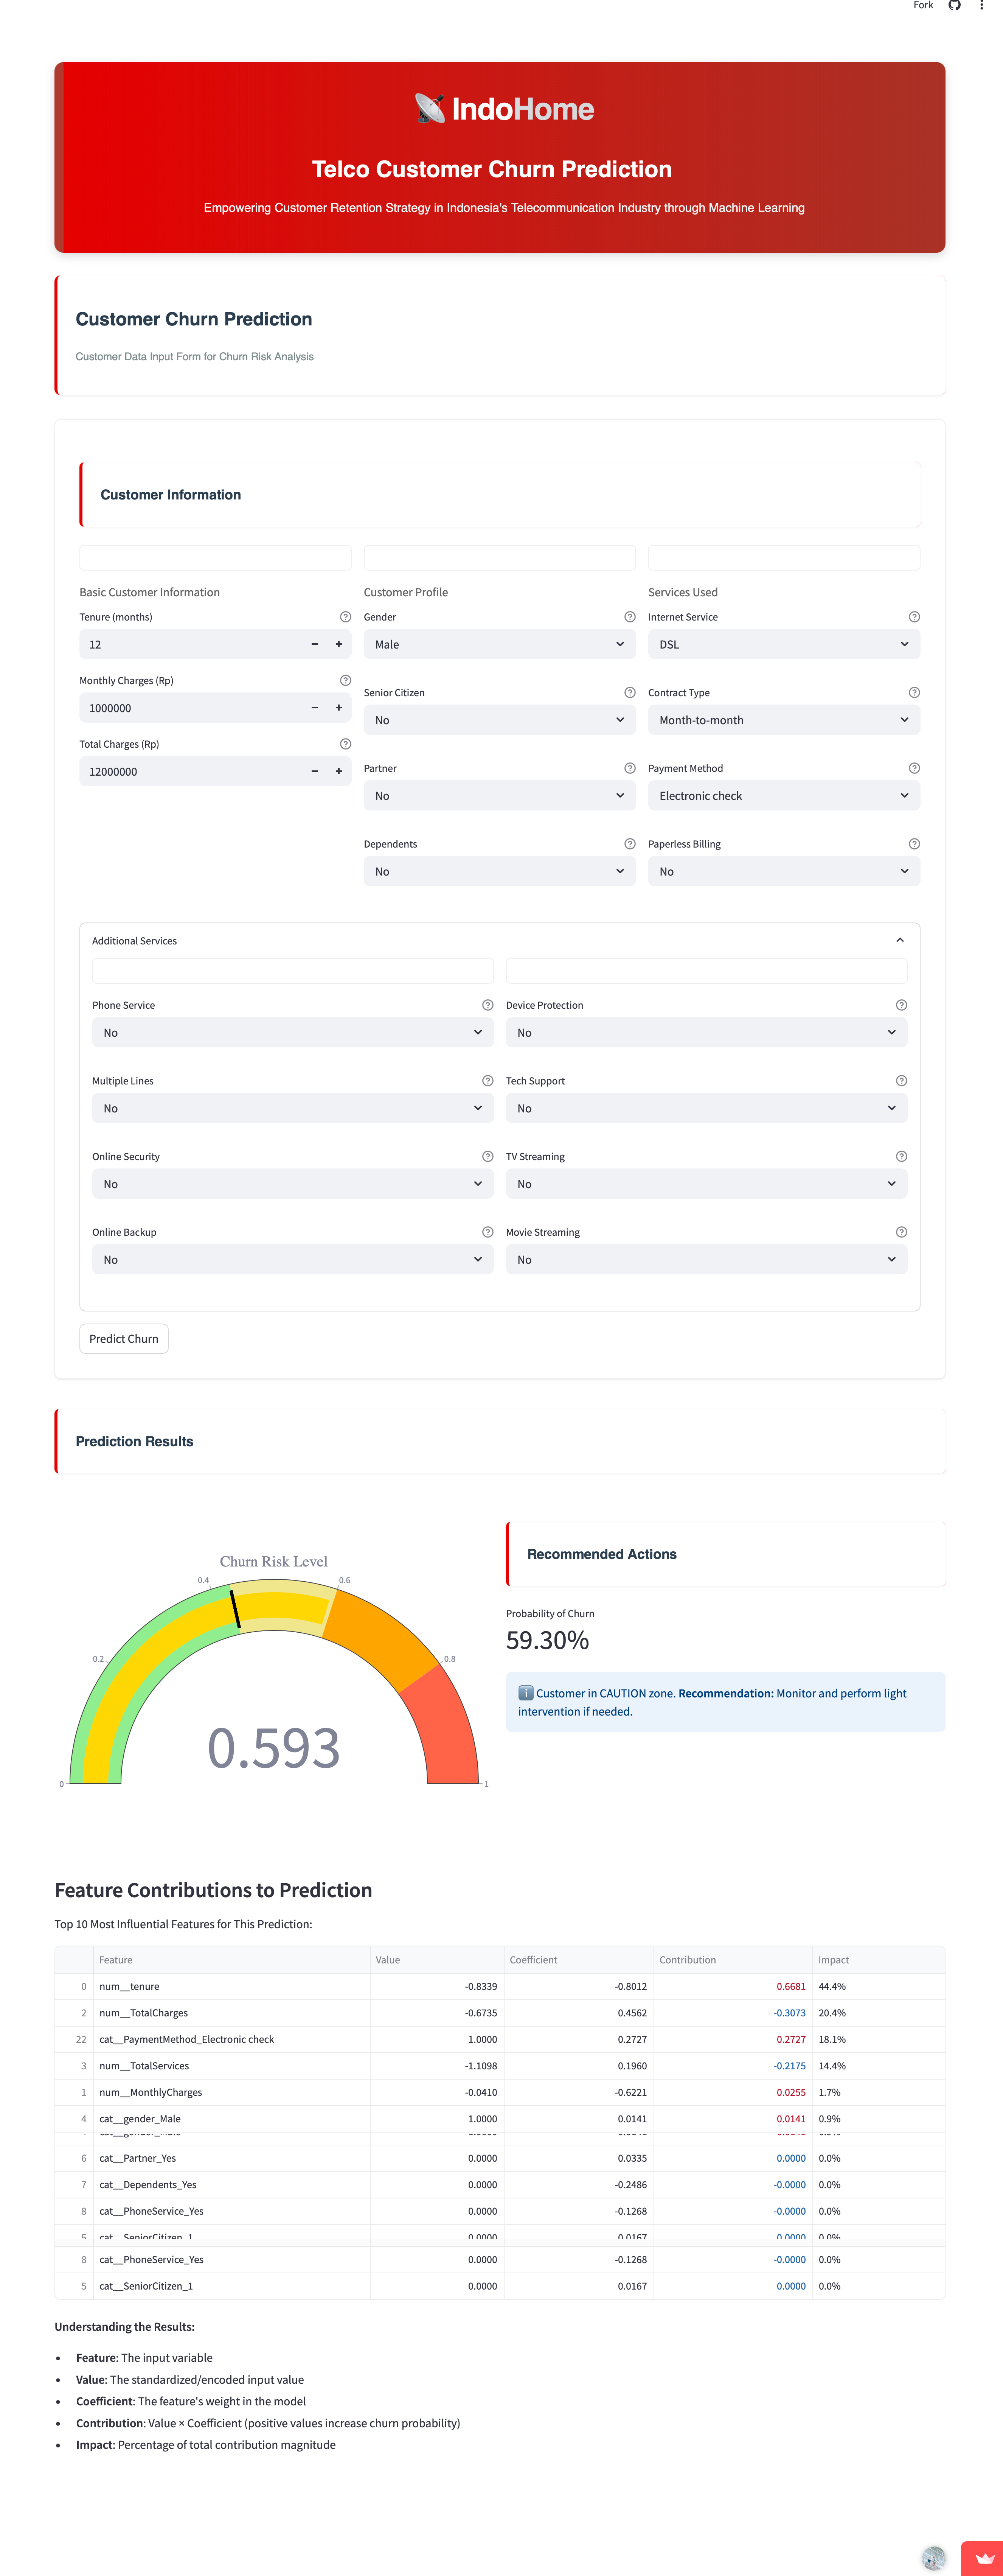 Fork
IndoHome
Telco Customer Churn Prediction
Empowering Customer Retention Strategy in Indonesia's Telecommunication Industry through Machine Learning
Customer Churn Prediction
Customer Data Input Form for Churn Risk Analysis
Customer Information
Basic Customer Information
Customer Profile
Services Used
Tenure (months)
Gender
Internet Service
12
Male
DSL
Monthly Charges (Rp)
Senior Citizen
Contract Type
1000000
No
Month-to-month
Total Charges (Rp)
Partner
Payment Method
12000000
No
Electronic check
Dependents
Paperless Billing
No
No
Additional Services
Phone Service
Device Protection
No
No
Multiple Lines
Tech Support
No
No
Online Security
TV Streaming
No
No
Online Backup
Movie Streaming
No
No
Predict Churn
Prediction Results
Recommended Actions
Churn Risk Level
0
0.2
0.4
0.6
0.8
1
0.593
Probability of Churn
59.30%
Customer in CAUTION zone. Recommendation: Monitor and perform light
intervention if needed.
Feature Contributions to Prediction
Top 10 Most Influential Features for This Prediction:
Feature Value Coefficient Contribution Impact
0 num__tenure -0.8339 -0.8012 0.6681 44.4%
2 num__TotalCharges -0.6735 0.4562 -0.3073 20.4%
22 cat__PaymentMethod_Electronic check 1.0000 0.2727 0.2727 18.1%
3 num__TotalServices -1.1098 0.1960 -0.2175 14.4%
1 num__MonthlyCharges -0.0410 -0.6221 0.0255 1.7%
4 cat__gender_Male 1.0000 0.0141 0.0141 0.9%
6 cat__Partner_Yes 0.0000 0.0335 0.0000 0.0%
7 cat__Dependents_Yes 0.0000 -0.2486 -0.0000 0.0%
8 cat__PhoneService_Yes 0.0000 -0.1268 -0.0000 0.0%
5 cat__SeniorCitizen_1 0.0000 0.0167 0.0000 0.0%
8 cat__PhoneService_Yes 0.0000 -0.1268 -0.0000 0.0%
5 cat__SeniorCitizen_1 0.0000 0.0167 0.0000 0.0%
Understanding the Results:
• Feature: The input variable
• Value: The standardized/encoded input value
• Coefficient: The feature's weight in the model
• Contribution: Value × Coefficient (positive values increase churn probability)
• Impact: Percentage of total contribution magnitude